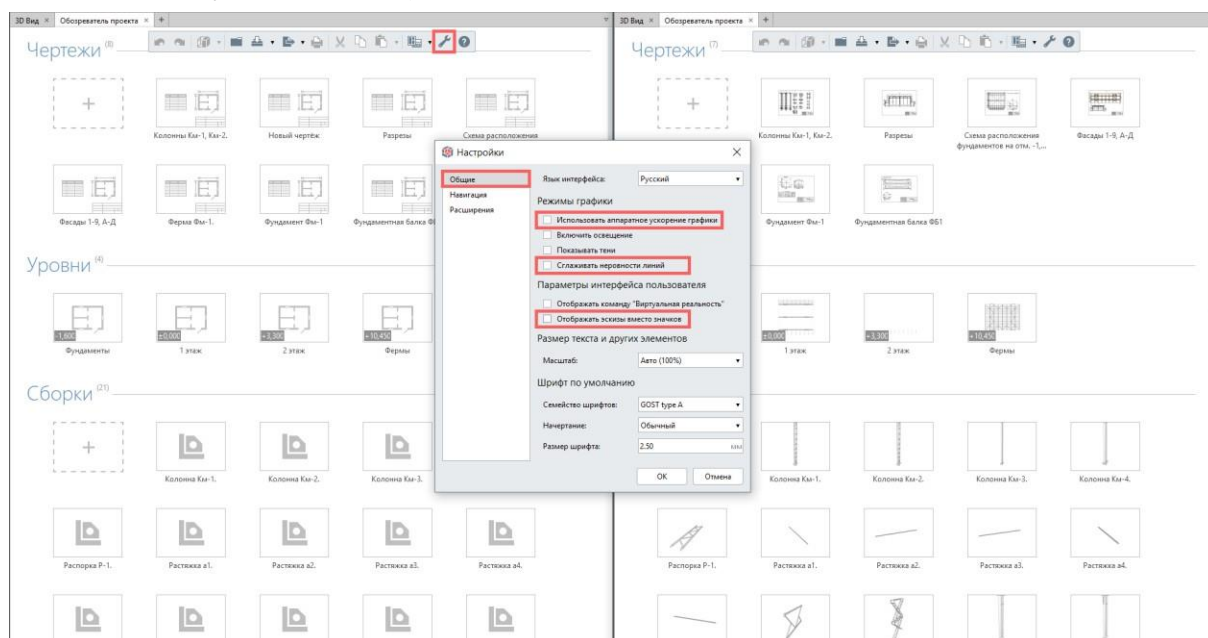 3D Вид × Обозреватель проекта × +
3D Вид × Обозреватель проекта × +
Чертежи (8)
Колонны Км-1, Км-2.
Новый чертёж
Разрезы
Схема расположения
Фасады 1-9, А-Д
Ферма Фм-1.
Фундамент Фм-1
Фундаментная балка Ф
Уровни (4)
-1,600
±0,000
+3,300
+10,450
Фундаменты
1 этаж
2 этаж
Фермы
Сборки (21)
Колонна Км-1.
Колонна Км-2.
Колонна Км-3.
Распорка Р-1.
Растяжка а1.
Растяжка а2.
Растяжка а3.
Растяжка а4.
Настройки
Общие
Навигация
Расширения
Язык интерфейса: Русский
Режимы графики
Использовать аппаратное ускорение графики
Включить освещение
Показывать тени
Сглаживать неровности линий
Параметры интерфейса пользователя
Отображать команду "Виртуальная реальность"
Отображать эскизы вместо значков
Размер текста и других элементов
Масштаб: Авто (100%)
Шрифт по умолчанию
Семейство шрифтов: GOST type A
Начертание: Обычный
Размер шрифта: 2.50 мм
ОК Отмена
Чертежи (7)
Колонны Км-1, Км-2.
Разрезы
Схема расположения
фундаментов на отм. -1,...
Фасады 1-9, А-Д
Фундамент Фм-1
Фундаментная балка ФБ1
±0,000
+3,300
+10,450
1 этаж
2 этаж
Фермы
Колонна Км-1.
Колонна Км-2.
Колонна Км-3.
Колонна Км-4.
Распорка Р-1.
Растяжка а1.
Растяжка а2.
Растяжка а3.
Растяжка а4.